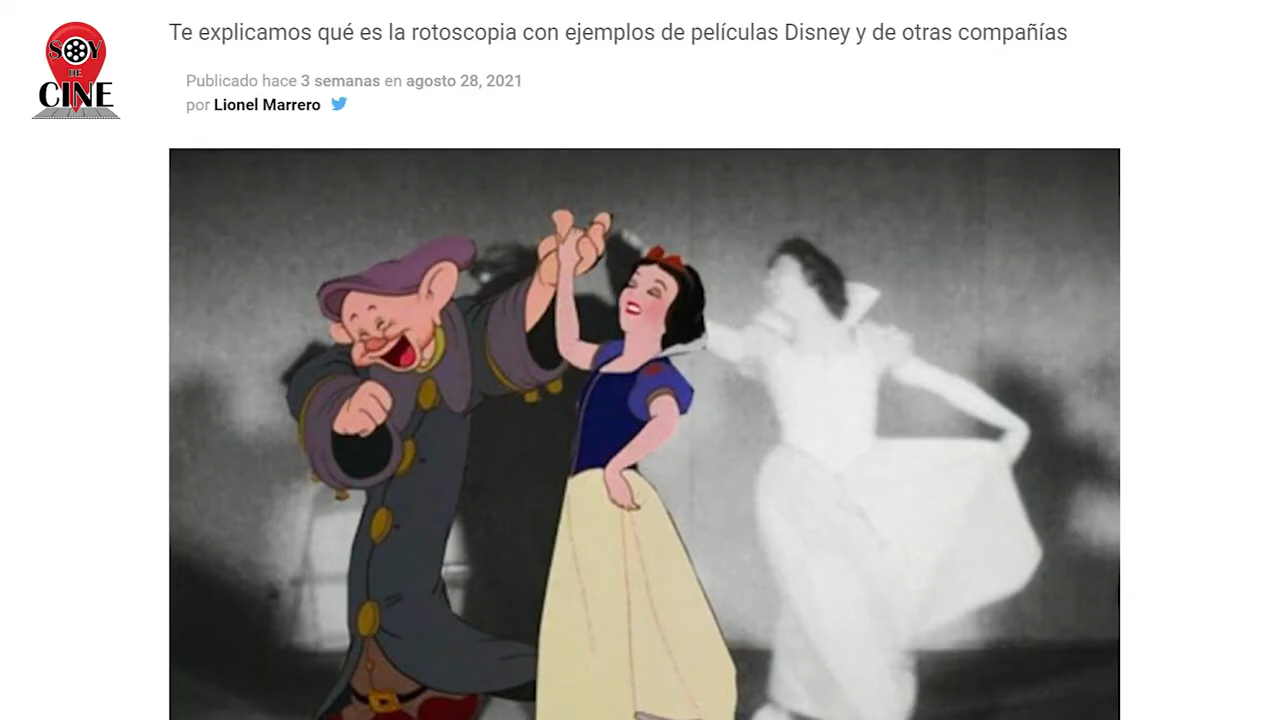 SOY
DE
CINE
Te explicamos qué es la rotoscopia con ejemplos de películas Disney y de otras compañías
Publicado hace 3 semanas en agosto 28, 2021
por Lionel Marrero